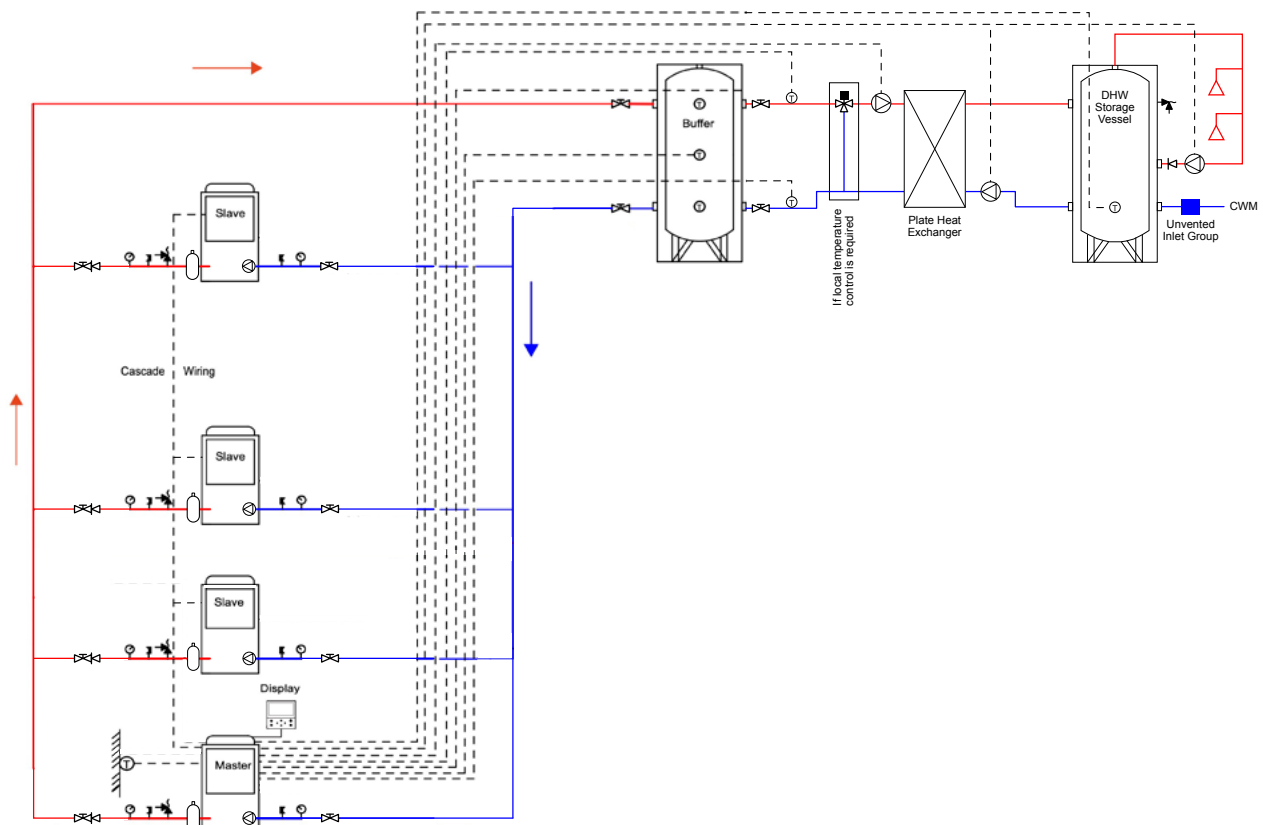 Buffer
T
T
T
T
T
If local temperature
control is required
Plate Heat
Exchanger
DHW
Storage
Vessel
T
CWM
Unvented
Inlet Group
Slave
Cascade Wiring
Slave
Slave
Display
Master
T